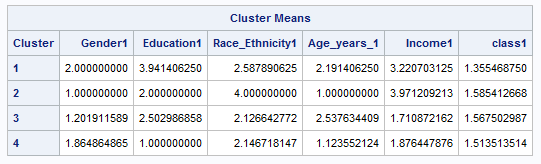 Cluster Means
Cluster Gender1 Education1 Race_Ethnicity1 Age_years_1 Income1 class1
1 2.000000000 3.941406250 2.587890625 2.191406250 3.220703125 1.355468750
2 1.000000000 2.000000000 4.000000000 1.000000000 3.971209213 1.585412668
3 1.201911589 2.502986858 2.126642772 2.537634409 1.710872162 1.567502987
4 1.864864865 1.000000000 2.146718147 1.123552124 1.876447876 1.513513514